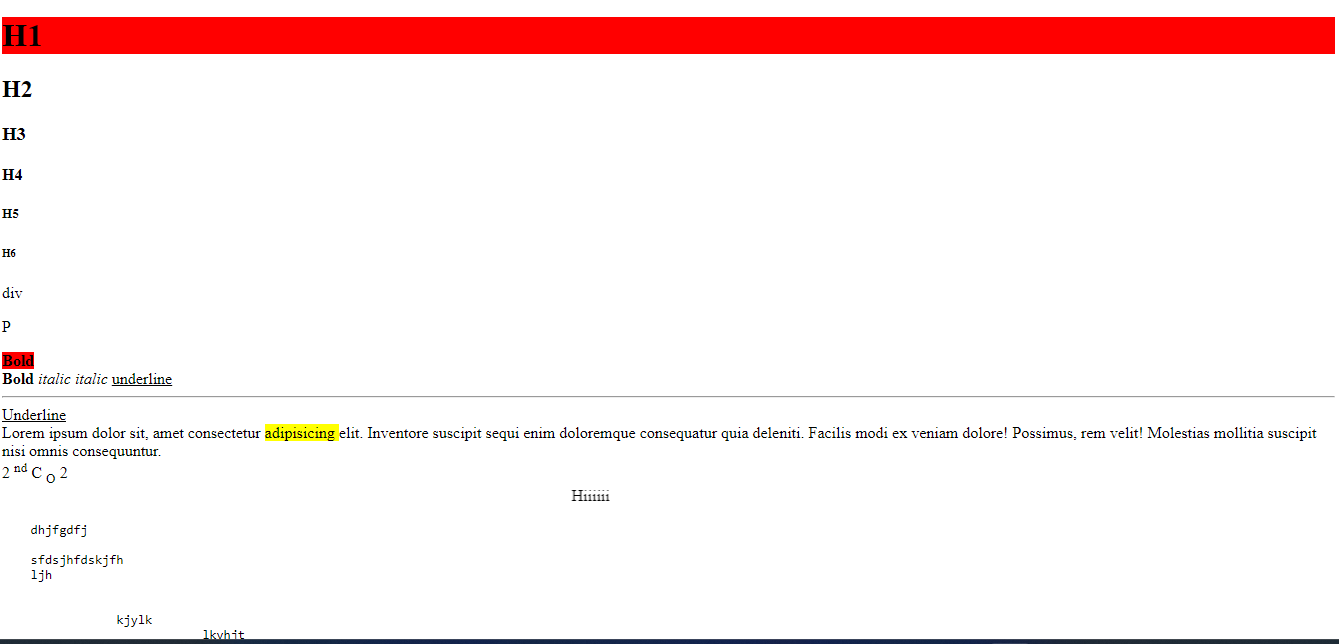 H1
H2
H3
H4
H5
H6
div
P
Bold
Bold italic italic underline
Underline
Lorem ipsum dolor sit, amet consectetur adipisicing elit. Inventore suscipit sequi enim doloremque consequatur quia deleniti. Facilis modi ex veniam dolore! Possimus, rem velit! Molestias mollitia suscipit
nisi omnis consequuntur.
2 nd C O 2
Hiiiiii
dhjfgdfj
sfdsjhfdskjfh
ljh
kjylk
lkyhjt